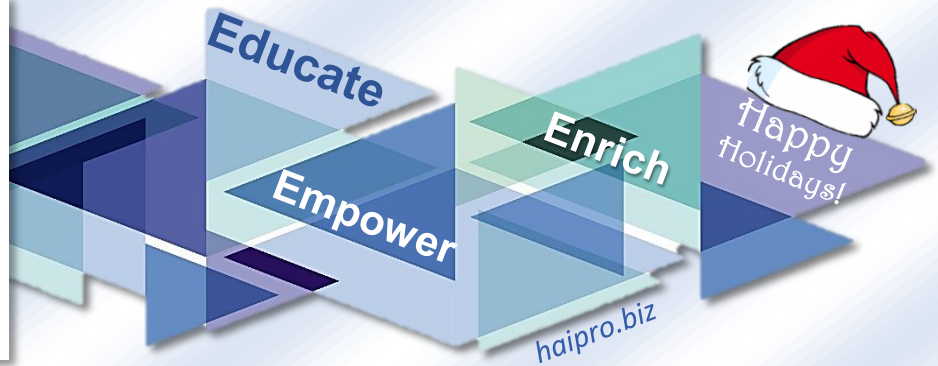 Educate
Empower
Enrich
Happy
Holidays!
haipro.biz